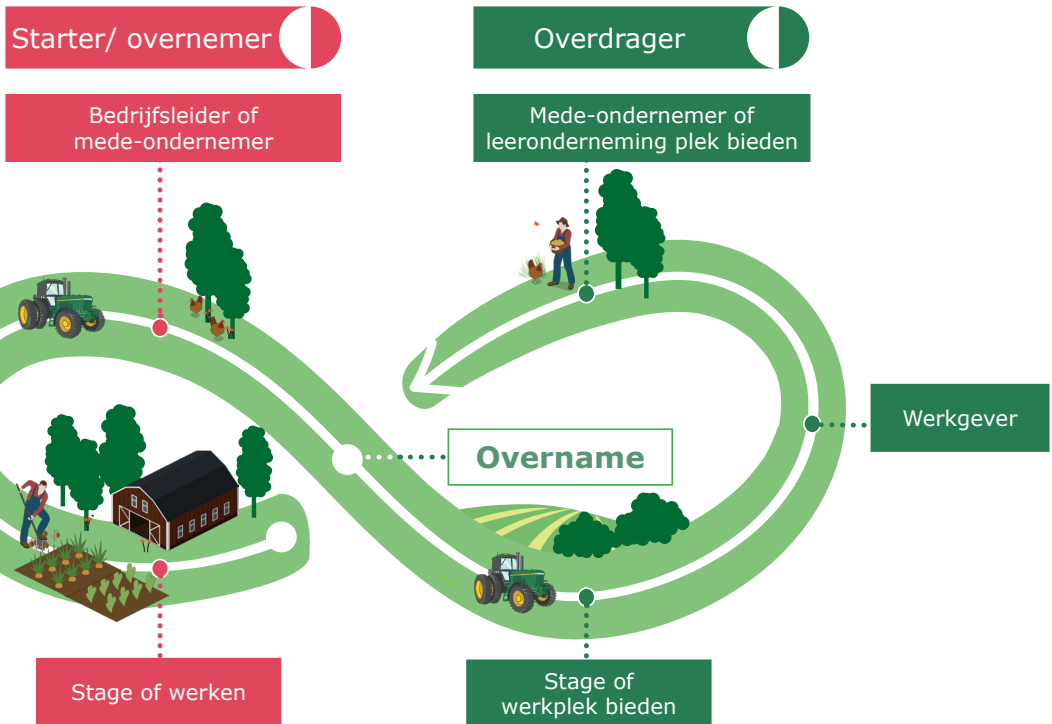 Starter/ overnemer
Overdrager
Bedrijfsleider of
mede-ondernemer
Mede-ondernemer of
leeronderneming plek bieden
Werkgever
Overname
Stage of werken
Stage of
werkplek bieden